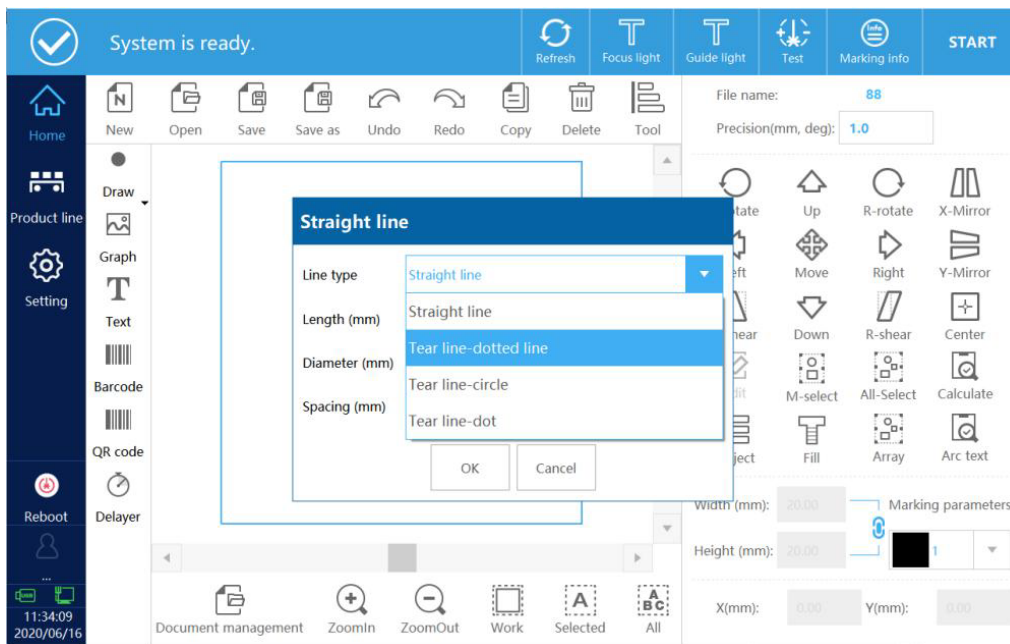 System is ready.
Refresh
Focus light
Guide light
Test
Info
Marking info
START
Home
Product line
Setting
Reboot
...
11:34:09
2020/06/16
N
New
Open
Save
Save as
Undo
Redo
Copy
Delete
Tool
Draw
Graph
T
Text
Barcode
QR code
Delayer
File name: 88
Precision(mm, deg): 1.0
Up
R-rotate
X-Mirror
Move
Right
Y-Mirror
Down
R-shear
Center
M-select
All-Select
Calculate
Fill
Array
Arc text
Straight line
Line type
Straight line
Length (mm)
Straight line
Tear line-dotted line
Diameter (mm)
Tear line-circle
Spacing (mm)
Tear line-dot
OK
Cancel
Width (mm): 20.00
Marking parameters
Height (mm): 20.00
1
X(mm): 0.00
Y(mm): 0.00
Document management
ZoomIn
ZoomOut
Work
A
Selected
A
B C
All